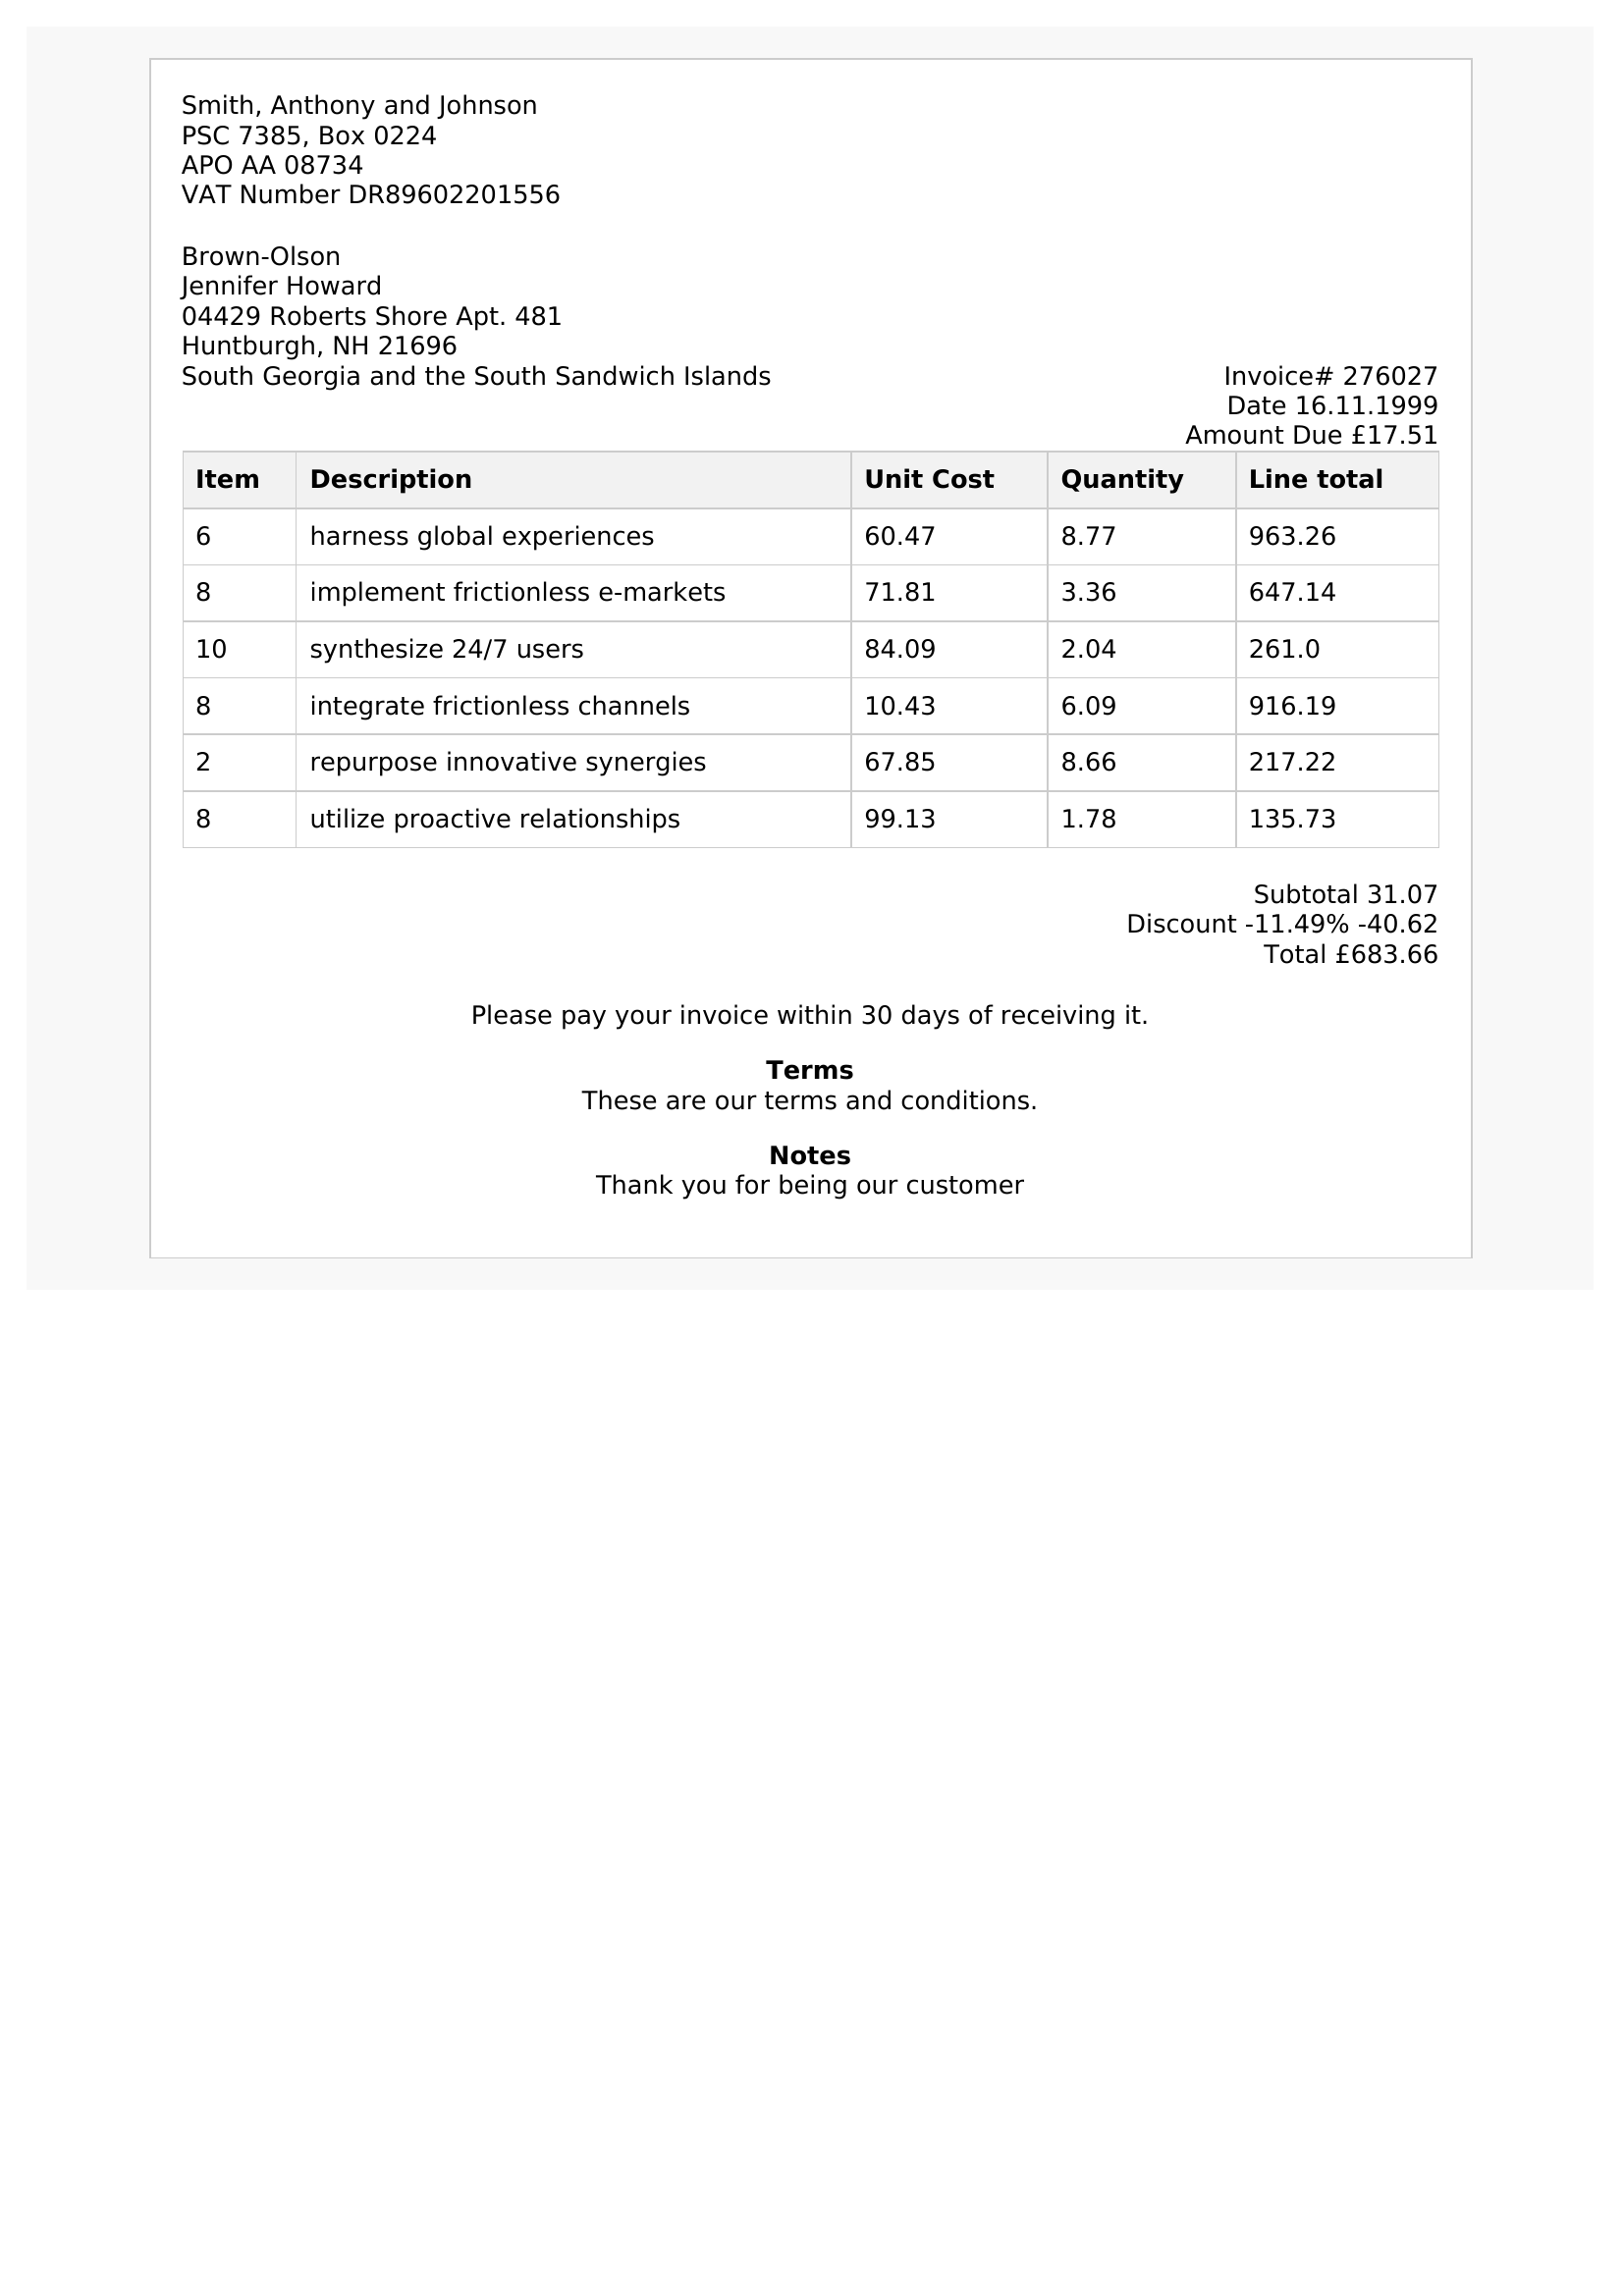 Smith, Anthony and Johnson
PSC 7385, Box 0224
APO AA 08734
VAT Number DR89602201556
Brown-Olson
Jennifer Howard
04429 Roberts Shore Apt. 481
Huntburgh, NH 21696
South Georgia and the South Sandwich Islands
Invoice# 276027
Date 16.11.1999
Amount Due £17.51
Item Description Unit Cost Quantity Line total
6 harness global experiences 60.47 8.77 963.26
8 implement frictionless e-markets 71.81 3.36 647.14
10 synthesize 24/7 users 84.09 2.04 261.0
8 integrate frictionless channels 10.43 6.09 916.19
2 repurpose innovative synergies 67.85 8.66 217.22
8 utilize proactive relationships 99.13 1.78 135.73
Subtotal 31.07
Discount -11.49% -40.62
Total £683.66
Please pay your invoice within 30 days of receiving it.
Terms
These are our terms and conditions.
Notes
Thank you for being our customer